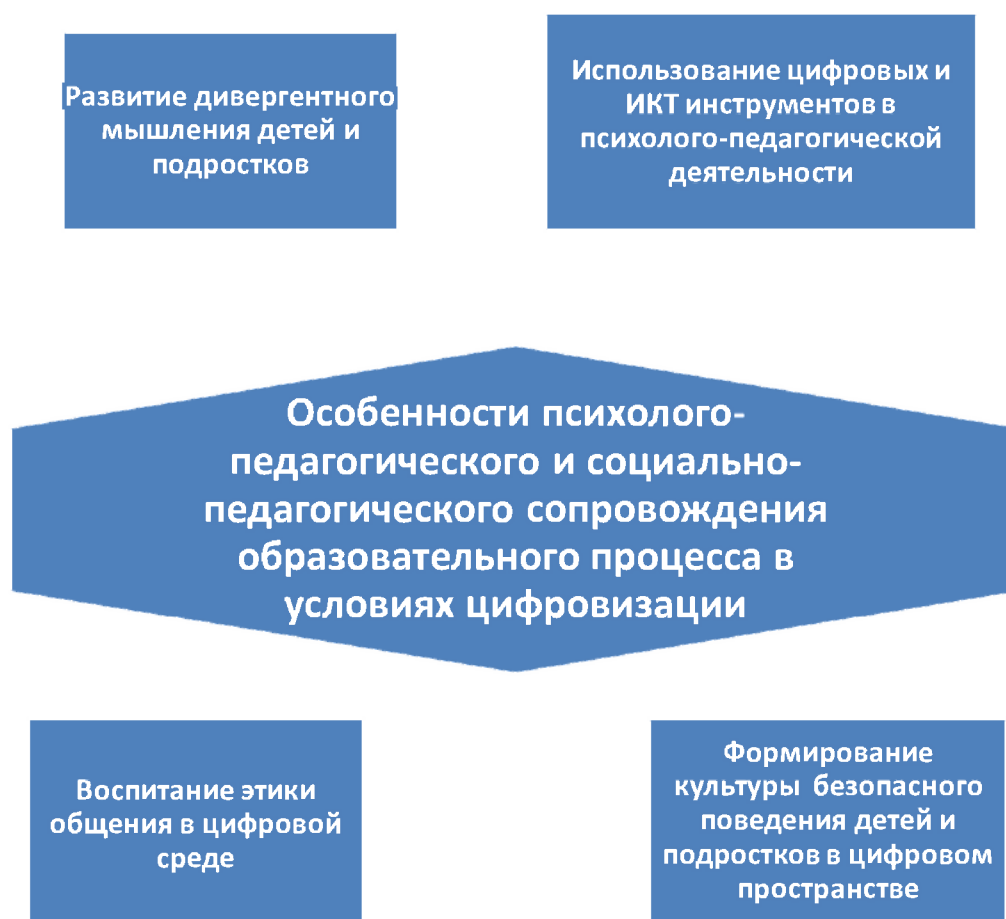 Развитие дивергентного
мышления детей и
подростков
Использование цифровых и
ИКТ инструментов в
психолого-педагогической
деятельности
Особенности психолого-
педагогического и социально-
педагогического сопровождения
образовательного процесса в
условиях цифровизации
Воспитание этики
общения в цифровой
среде
Формирование
культуры безопасного
поведения детей и
подростков в цифровом
пространстве